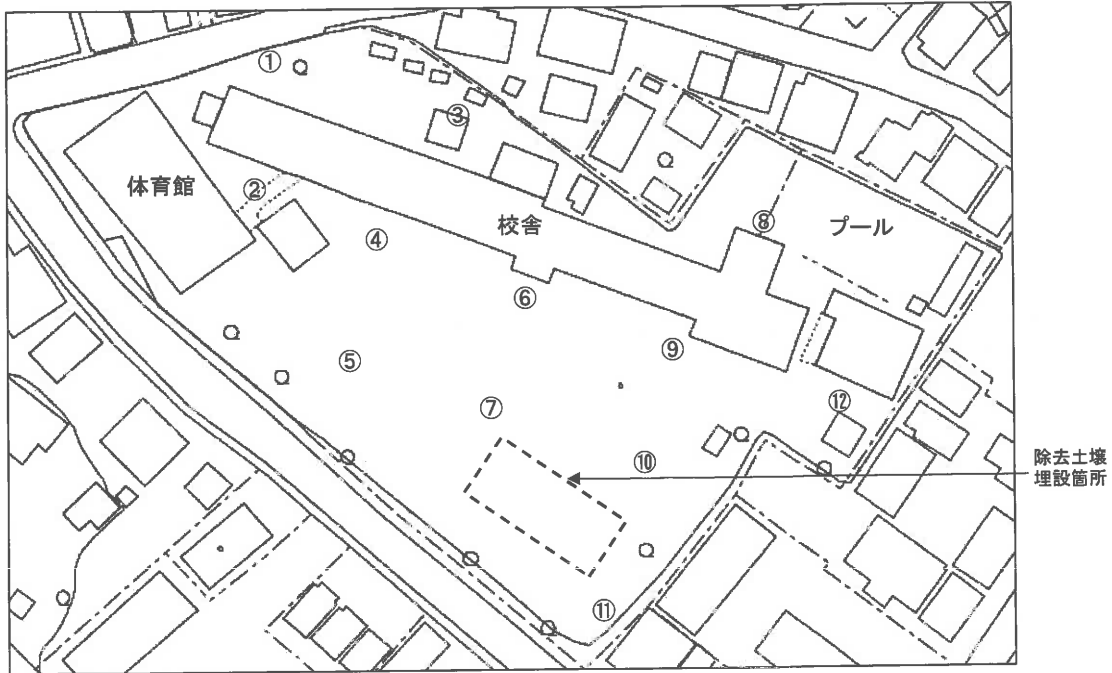 ①
体育館
②
③
④
校舎
⑧
プール
⑥
⑤
⑨
⑦
⑫
⑩
除去土壌
埋設箇所
⑪